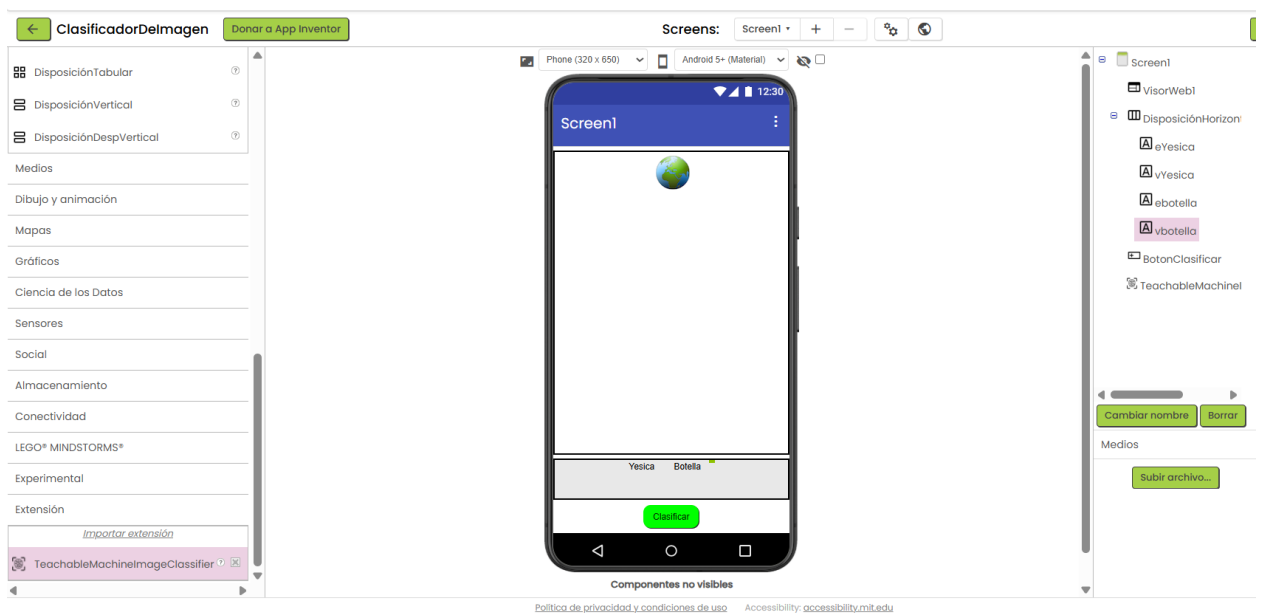 ClasificadorDeImagen
Donar a App Inventor
Screens:
Screen1
DisposiciónTabular
DisposiciónVertical
DisposiciónDespVertical
Medios
Dibujo y animación
Mapas
Gráficos
Ciencia de los Datos
Sensores
Social
Almacenamiento
Conectividad
LEGO® MINDSTORMS®
Experimental
Extensión
Importar extensión
TeachableMachineImageClassifier
Phone (320 x 650)
Android 5+ (Material)
12:30
Screen1
Yesica Botella
Clasificar
Componentes no visibles
Screen1
VisorWeb1
DisposiciónHorizont
eYesica
vYesica
ebotella
vbotella
BotonClasificar
TeachableMachineI
Cambiar nombre
Borrar
Medios
Subir archivo...
Política de privacidad y condiciones de uso
Accessibility: accessibility.mit.edu